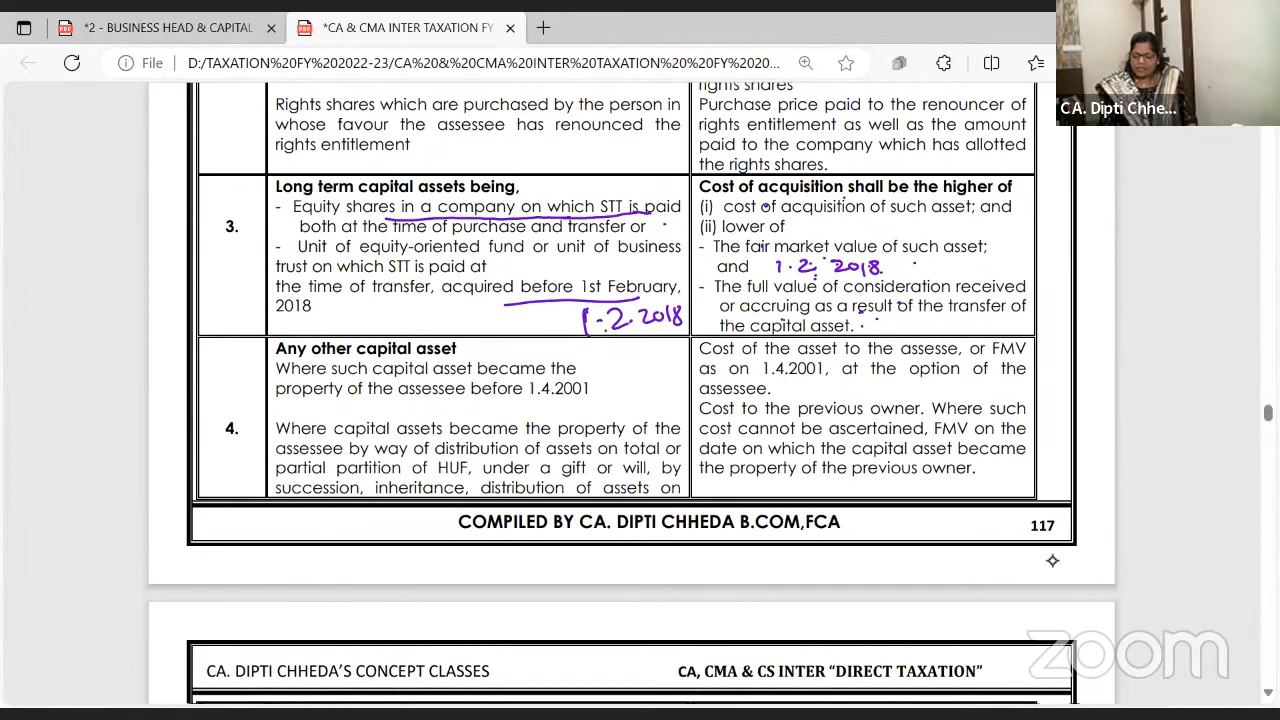 *2 - BUSINESS HEAD & CAPITAL
*CA & CMA INTER TAXATION FY
File
D:/TAXATION%20FY%202022-23/CA%20&%20CMA%20INTER%20TAXATION%20%20FY%2020...
CA. Dipti Chhe...
rights shares
Rights shares which are purchased by the person in
whose favour the assessee has renounced the
rights entitlement
Purchase price paid to the renouncer of
rights entitlement as well as the amount
paid to the company which has allotted
the rights shares.
3.
Long term capital assets being,
- Equity shares in a company on which STT is paid
both at the time of purchase and transfer or
- Unit of equity-oriented fund or unit of business
trust on which STT is paid at
the time of transfer, acquired before 1st February,
2018
1.2.2018
Cost of acquisition shall be the higher of
(i) cost of acquisition of such asset; and
(ii) lower of
- The fair market value of such asset;
and 1.2.2018.
- The full value of consideration received
or accruing as a result of the transfer of
the capital asset.
4.
Any other capital asset
Where such capital asset became the
property of the assessee before 1.4.2001
Where capital assets became the property of the
assessee by way of distribution of assets on total or
partial partition of HUF, under a gift or will, by
succession, inheritance, distribution of assets on
Cost of the asset to the assesse, or FMV
as on 1.4.2001, at the option of the
assessee.
Cost to the previous owner. Where such
cost cannot be ascertained, FMV on the
date on which the capital asset became
the property of the previous owner.
COMPILED BY CA. DIPTI CHHEDA B.COM,FCA
117
CA. DIPTI CHHEDA'S CONCEPT CLASSES
CA, CMA & CS INTER "DIRECT TAXATION"
zoom